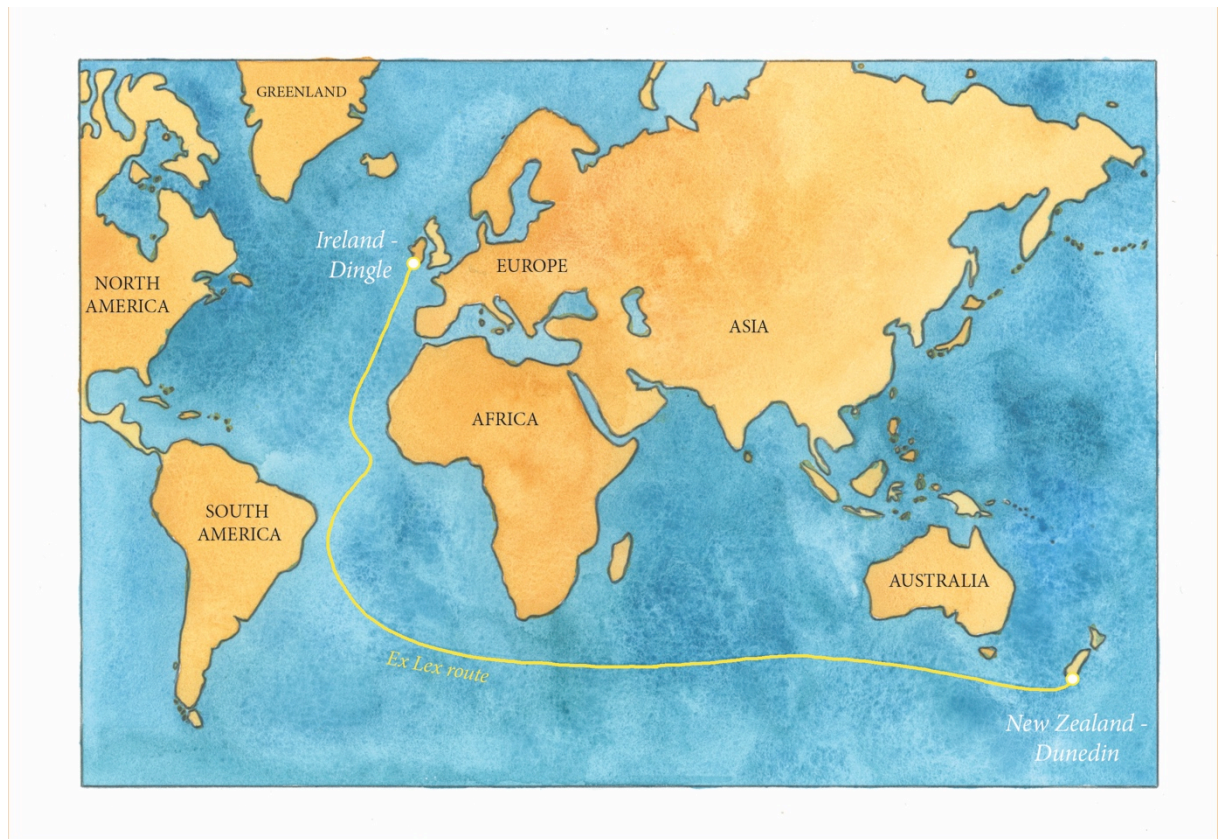 GREENLAND
Ireland -
Dingle
EUROPE
NORTH
AMERICA
ASIA
AFRICA
SOUTH
AMERICA
AUSTRALIA
Ex Lex route
New Zealand -
Dunedin